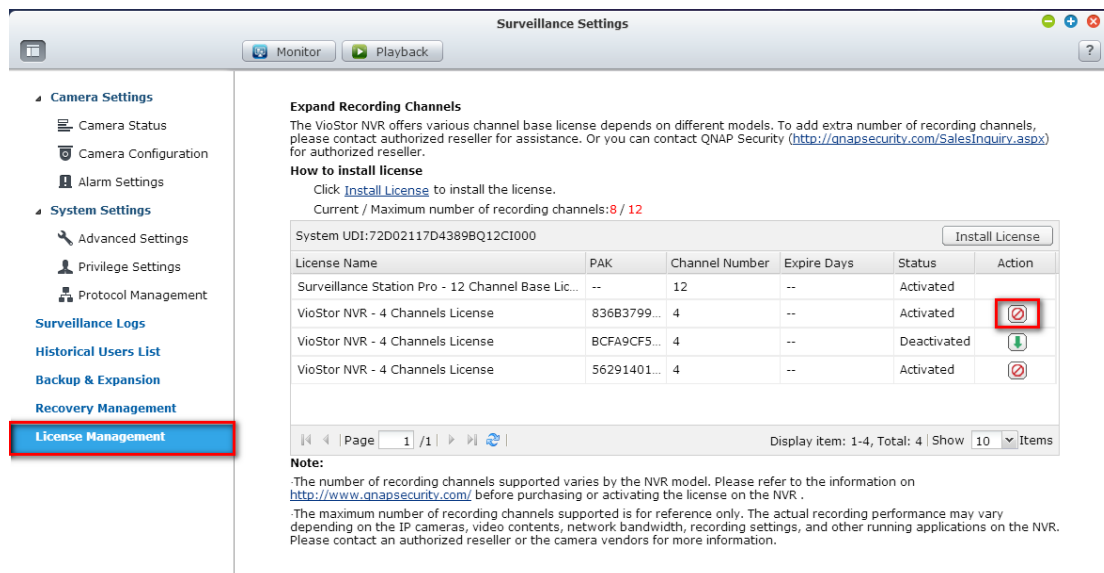 Surveillance Settings
Monitor Playback ?
Camera Settings
Camera Status
Camera Configuration
Alarm Settings
System Settings
Advanced Settings
Privilege Settings
Protocol Management
Surveillance Logs
Historical Users List
Backup & Expansion
Recovery Management
License Management
Expand Recording Channels
The VioStor NVR offers various channel base license depends on different models. To add extra number of recording channels,
please contact authorized reseller for assistance. Or you can contact QNAP Security (http://qnapsecurity.com/SalesInquiry.aspx)
for authorized reseller.
How to install license
Click Install License to install the license.
Current / Maximum number of recording channels:8 / 12
System UDI:72D02117D4389BQ12CI000 Install License
License Name PAK Channel Number Expire Days Status Action
Surveillance Station Pro - 12 Channel Base Lic... -- 12 -- Activated
VioStor NVR - 4 Channels License 836B3799... 4 -- Activated
VioStor NVR - 4 Channels License BCFA9CF5... 4 -- Deactivated
VioStor NVR - 4 Channels License 56291401... 4 -- Activated
Page 1 /1 Display item: 1-4, Total: 4 Show 10 Items
Note:
·The number of recording channels supported varies by the NVR model. Please refer to the information on
http://www.qnapsecurity.com/ before purchasing or activating the license on the NVR .
·The maximum number of recording channels supported is for reference only. The actual recording performance may vary
depending on the IP cameras, video contents, network bandwidth, recording settings, and other running applications on the NVR.
Please contact an authorized reseller or the camera vendors for more information.